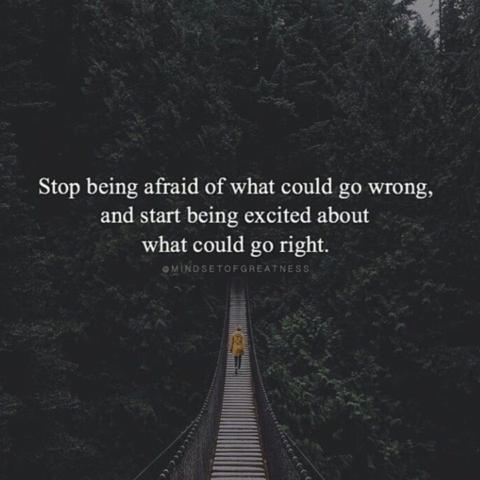 Stop being afraid of what could go wrong,
and start being excited about
what could go right.
@MINDSETOFGREATNESS